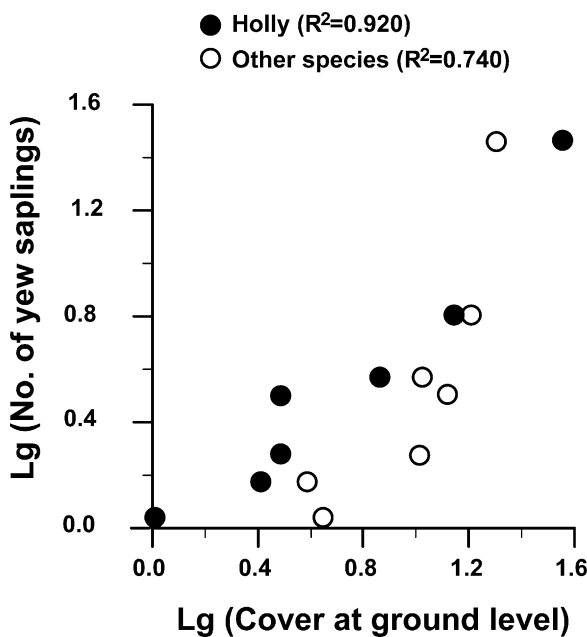 Holly (R²=0.920)
Other species (R²=0.740)
1.6
1.2
0.8
0.4
0.0
Lg (No. of yew saplings)
0.0 0.4 0.8 1.2 1.6
Lg (Cover at ground level)